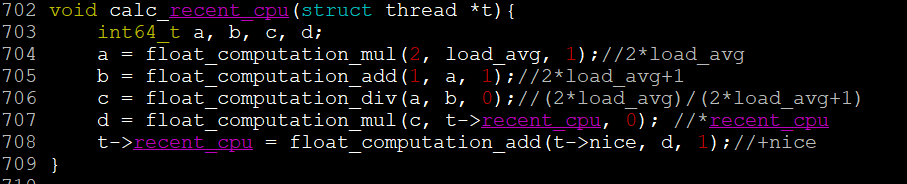 702 void calc_recent_cpu(struct thread *t){
703     int64_t a, b, c, d;
704     a = float_computation_mul(2, load_avg, 1);//2*load_avg
705     b = float_computation_add(1, a, 1);//2*load_avg+1
706     c = float_computation_div(a, b, 0);//(2*load_avg)/(2*load_avg+1)
707     d = float_computation_mul(c, t->recent_cpu, 0); //*recent_cpu
708     t->recent_cpu = float_computation_add(t->nice, d, 1);//+nice
709 }
710